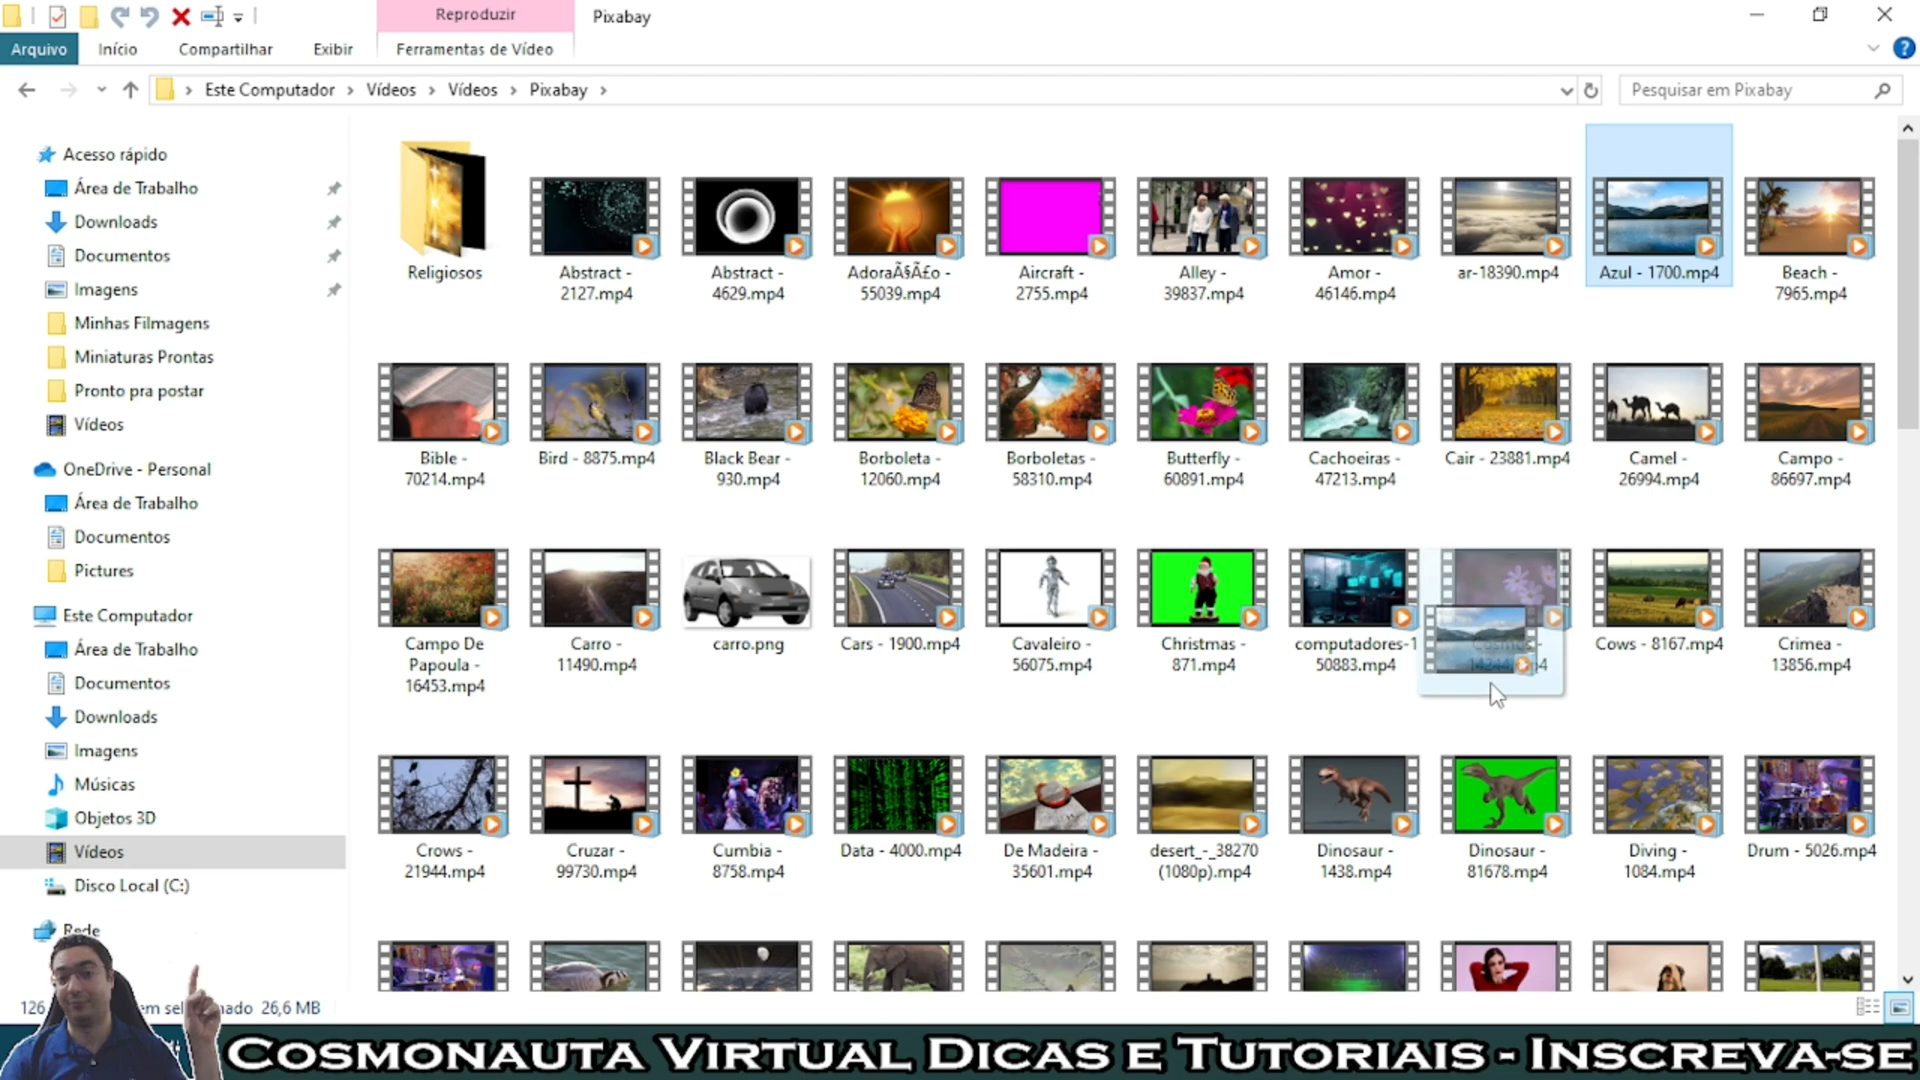 Reproduzir
Pixabay
Arquivo
Início
Compartilhar
Exibir
Ferramentas de Vídeo
?
Este Computador
Vídeos
Vídeos
Pixabay
Pesquisar em Pixabay
Acesso rápido
Área de Trabalho
Downloads
Documentos
Imagens
Minhas Filmagens
Miniaturas Prontas
Pronto pra postar
Vídeos
OneDrive - Personal
Área de Trabalho
Documentos
Pictures
Este Computador
Área de Trabalho
Documentos
Downloads
Imagens
Músicas
Objetos 3D
Vídeos
Disco Local (C:)
Rede
Religiosos
Abstract -
2127.mp4
Abstract -
4629.mp4
AdoraÃ§Ã£o -
55039.mp4
Aircraft -
2755.mp4
Alley -
39837.mp4
Amor -
46146.mp4
ar-18390.mp4
Azul - 1700.mp4
Beach -
7965.mp4
Bible -
70214.mp4
Bird - 8875.mp4
Black Bear -
930.mp4
Borboleta -
12060.mp4
Borboletas -
58310.mp4
Butterfly -
60891.mp4
Cachoeiras -
47213.mp4
Cair - 23881.mp4
Camel -
26994.mp4
Campo -
86697.mp4
Campo De
Papoula -
16453.mp4
Carro -
11490.mp4
carro.png
Cars - 1900.mp4
Cavaleiro -
56075.mp4
Christmas -
871.mp4
computadores-1
50883.mp4
Cows - 8167.mp4
Crimea -
13856.mp4
Crows -
21944.mp4
Cruzar -
99730.mp4
Cumbia -
8758.mp4
Data - 4000.mp4
De Madeira -
35601.mp4
desert_-_38270
(1080p).mp4
Dinosaur -
1438.mp4
Dinosaur -
81678.mp4
Diving -
1084.mp4
Drum - 5026.mp4
126 26,6 MB
Cosmonauta Virtual Dicas e Tutoriais - Inscreva-se